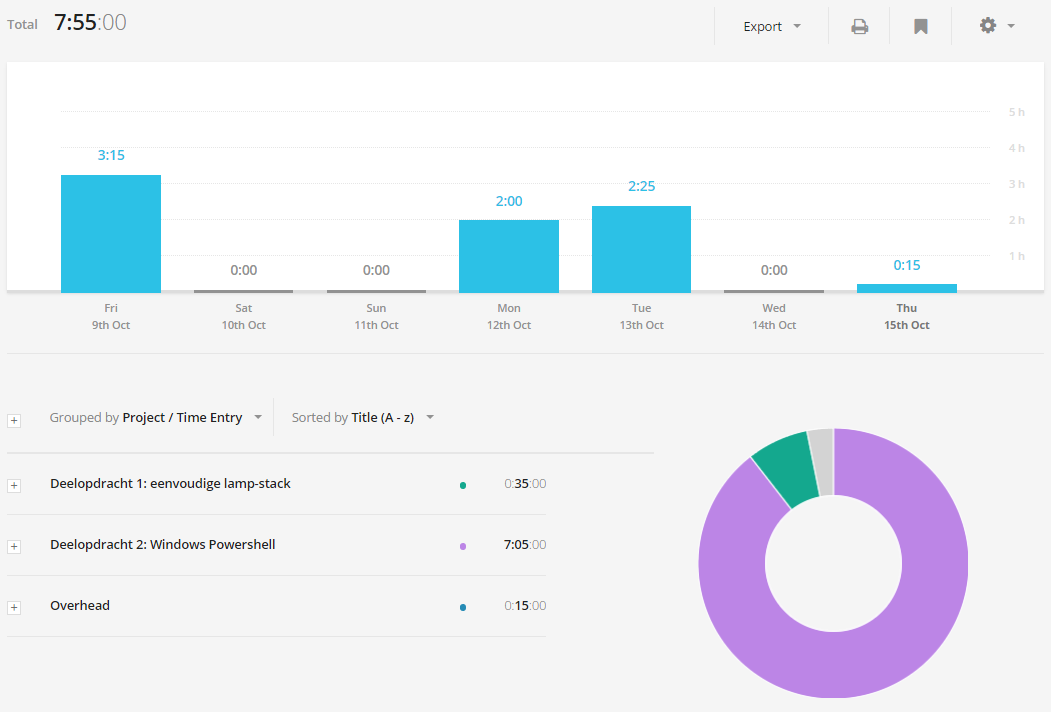 Total 7:55:00
Export
5 h
4 h
3:15
3 h
2:25
2:00
2 h
0:00
0:00
0:00
0:15
1 h
Fri
9th Oct
Sat
10th Oct
Sun
11th Oct
Mon
12th Oct
Tue
13th Oct
Wed
14th Oct
Thu
15th Oct
Grouped by Project / Time Entry
Sorted by Title (A - z)
Deelopdracht 1: eenvoudige lamp-stack 0:35:00
Deelopdracht 2: Windows Powershell 7:05:00
Overhead 0:15:00